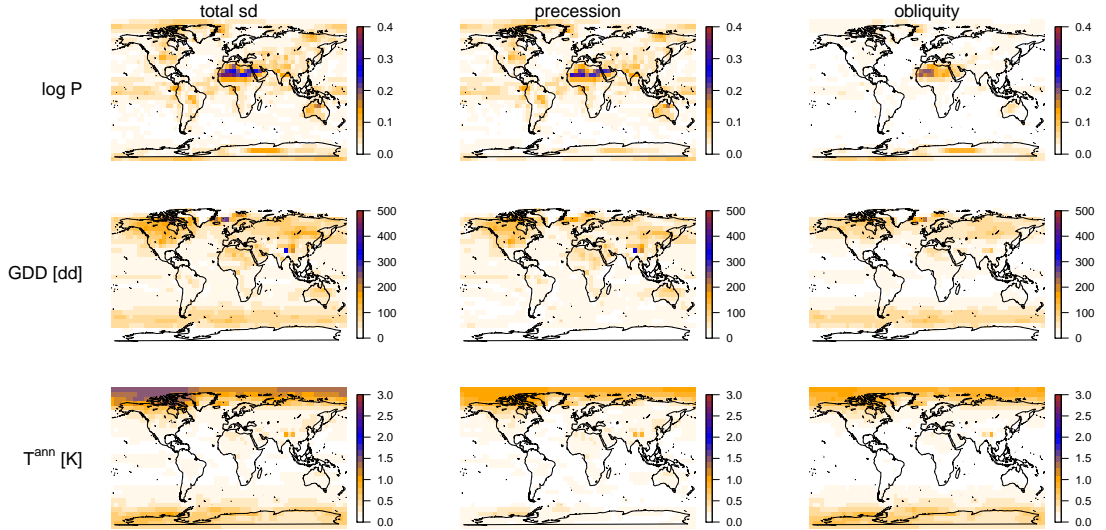 total sd precession obliquity
log P
0.4 0.4 0.4
0.3 0.3 0.3
0.2 0.2 0.2
0.1 0.1 0.1
0.0 0.0 0.0
GDD [dd]
500 500 500
400 400 400
300 300 300
200 200 200
100 100 100
0 0 0
T^ann [K]
3.0 3.0 3.0
2.5 2.5 2.5
2.0 2.0 2.0
1.5 1.5 1.5
1.0 1.0 1.0
0.5 0.5 0.5
0.0 0.0 0.0